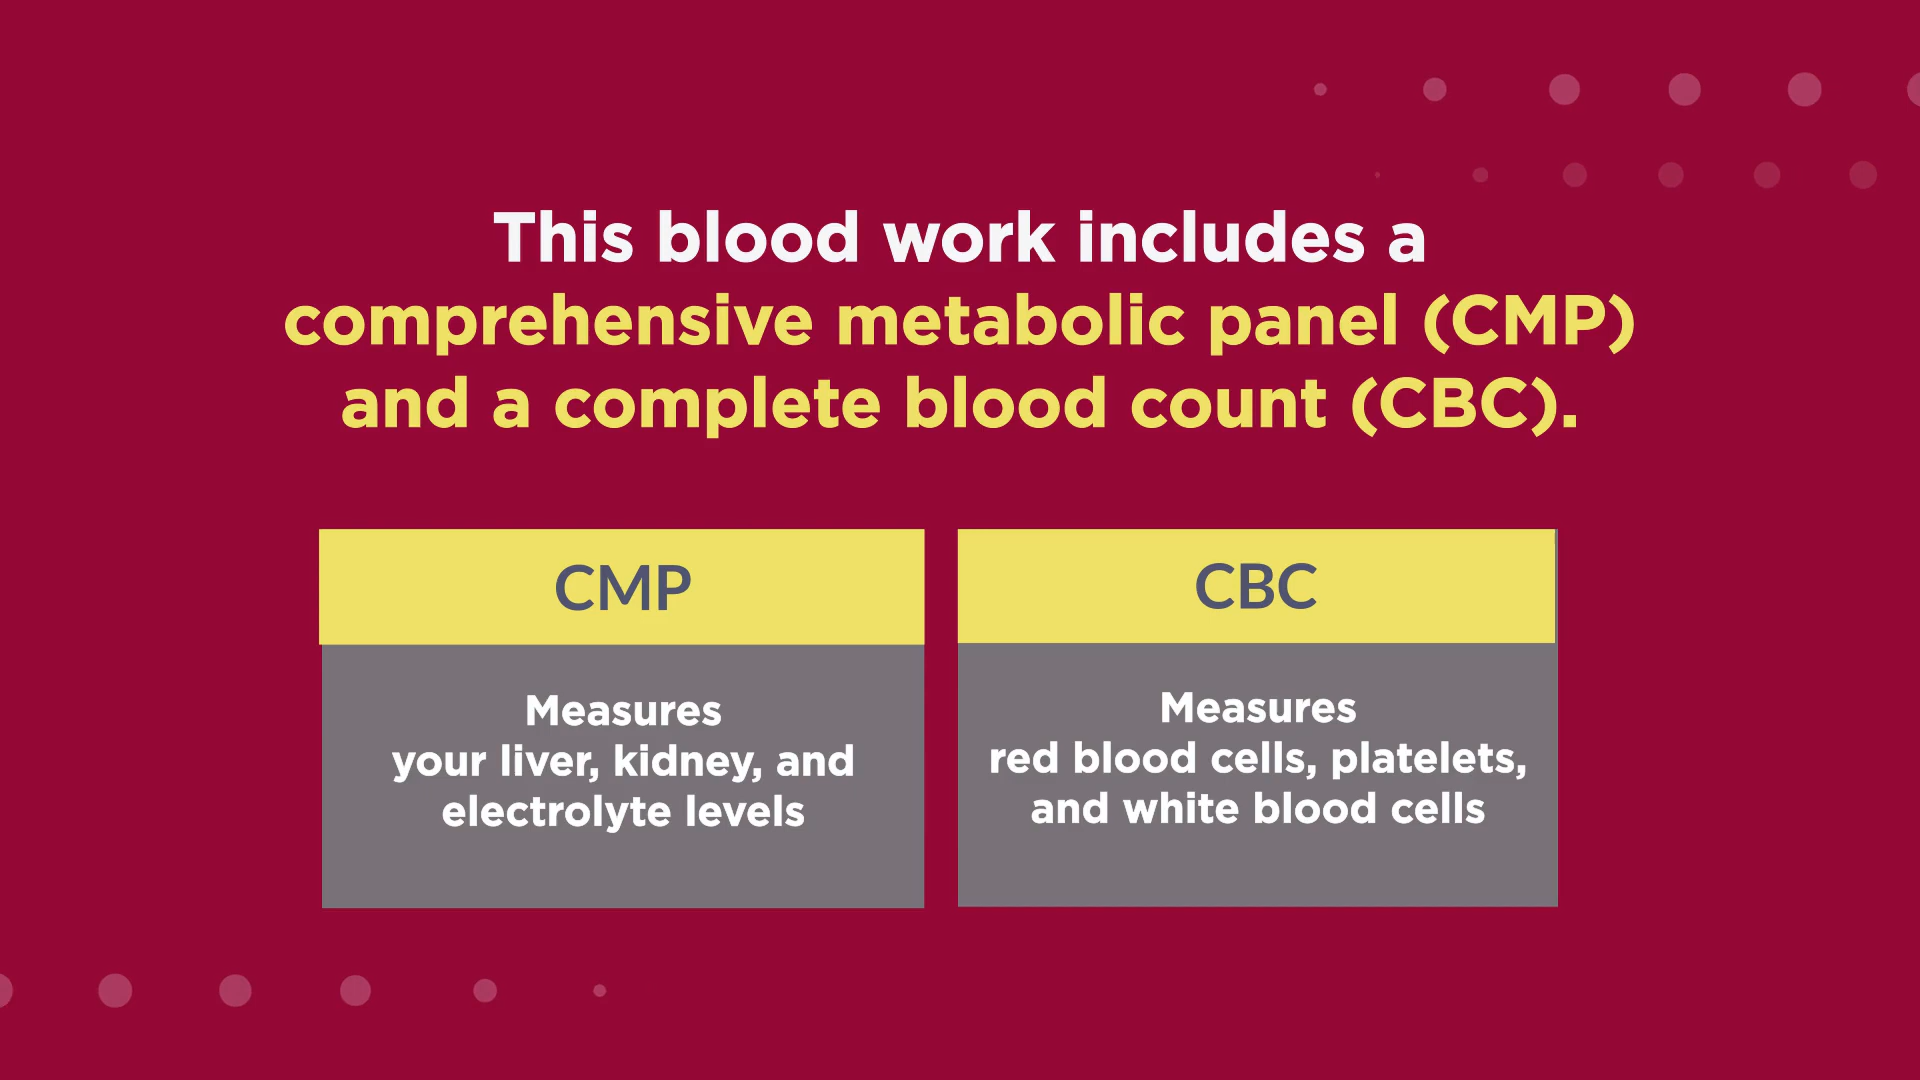 This blood work includes a
comprehensive metabolic panel (CMP)
and a complete blood count (CBC).
CMP
Measures
your liver, kidney, and
electrolyte levels
CBC
Measures
red blood cells, platelets,
and white blood cells